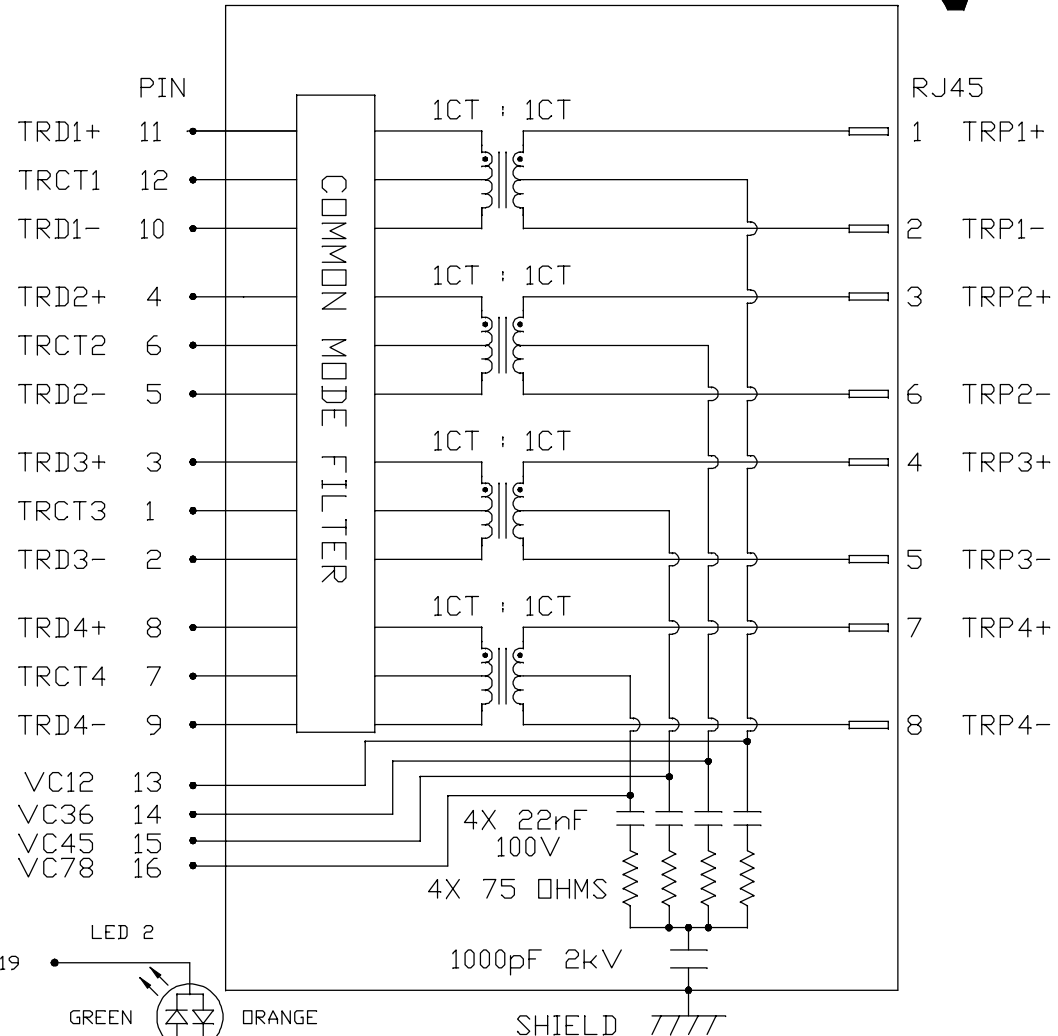 PIN RJ45
1CT : 1CT
TRD1+ 11 1 TRP1+
TRCT1 12
TRD1- 10 2 TRP1-
1CT : 1CT
TRD2+ 4 3 TRP2+
TRCT2 6
TRD2- 5 6 TRP2-
1CT : 1CT
TRD3+ 3 4 TRP3+
TRCT3 1
TRD3- 2 5 TRP3-
1CT : 1CT
TRD4+ 8 7 TRP4+
TRCT4 7
TRD4- 9 8 TRP4-
COMMON MODE FILTER
VC12 13
VC36 14
VC45 15
VC78 16
4X 22nF
100V
4X 75 OHMS
1000pF 2kV
LED 2
19
GREEN ORANGE
SHIELD